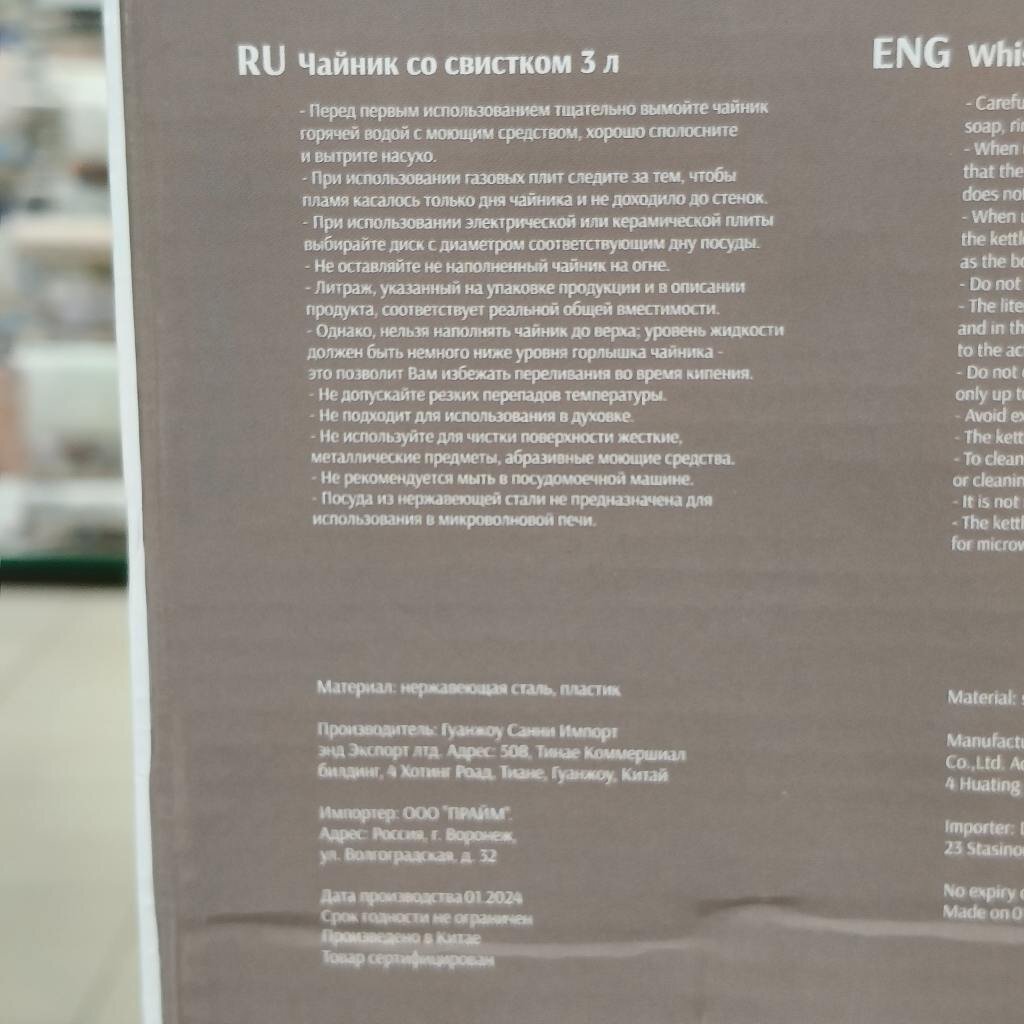 RU Чайник со свистком 3 л
- Перед первым использованием тщательно вымойте чайник
горячей водой с моющим средством, хорошо сполосните
и вытрите насухо.
- При использовании газовых плит следите за тем, чтобы
пламя касалось только дня чайника и не доходило до стенок.
- При использовании электрической или керамической плиты
выбирайте диск с диаметром соответствующим дну посуды.
- Не оставляйте не наполненный чайник на огне.
- Литраж, указанный на упаковке продукции и в описании
продукта, соответствует реальной общей вместимости.
- Однако, нельзя наполнять чайник до верха; уровень жидкости
должен быть немного ниже уровня горлышка чайника -
это позволит Вам избежать переливания во время кипения.
- Не допускайте резких перепадов температуры.
- Не подходит для использования в духовке.
- Не используйте для чистки поверхности жесткие,
металлические предметы, абразивные моющие средства.
- Не рекомендуется мыть в посудомоечной машине.
- Посуда из нержавеющей стали не предназначена для
использования в микроволновой печи.
Материал: нержавеющая сталь, пластик
Производитель: Гуанжоу Санни Импорт
энд Экспорт лтд. Адрес: 508, Тинае Коммершиал
билдинг, 4 Хотинг Роад, Тиане, Гуанжоу, Китай
Импортер: ООО "ПРАЙМ".
Адрес: Россия, г. Воронеж,
ул. Волгоградская, д. 32
Дата производства 01.2024
Срок годности не ограничен
Произведено в Китае
Товар сертифицирован
ENG Whis
- Carefu
soap, rin
- When
that the
does no
- When
the kettl
as the bo
- Do not
- The lite
and in th
to the ac
- Do not
only up t
- Avoid ex
- The kett
- To clean
or cleanin
- It is not
- The kettl
for microw
Material: s
Manufactu
Co.,Ltd. Ad
4 Huating
Importer:
23 Stasino
No expiry
Made on 0